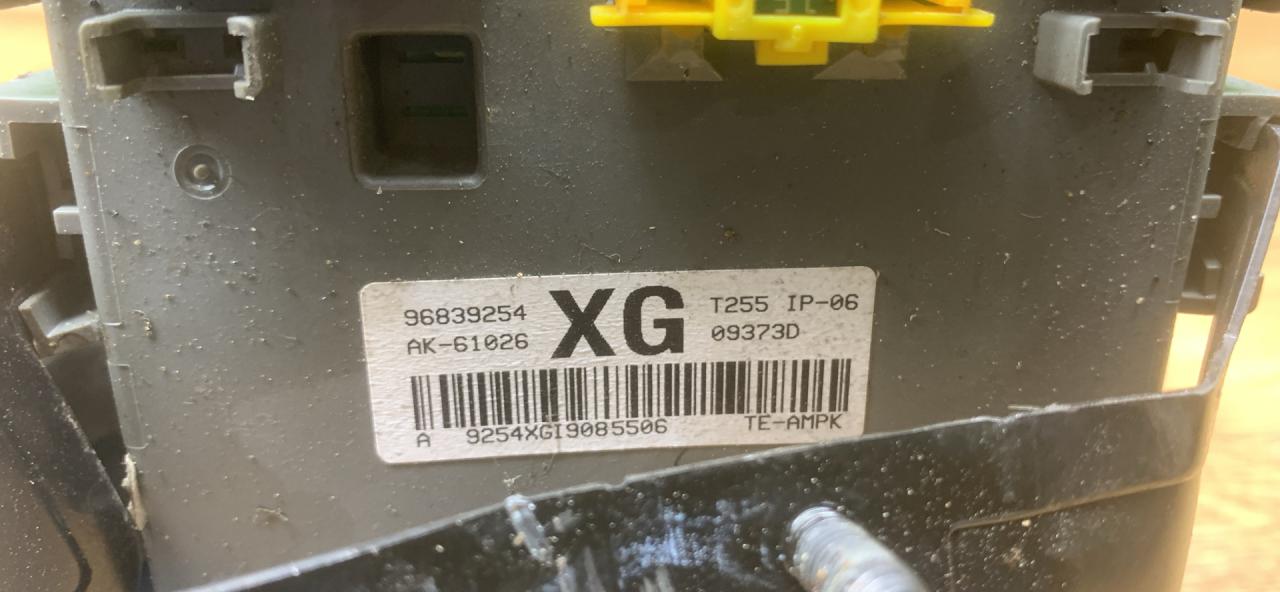 96839254 XG T255 IP-06
AK-61026 09373D
A 9254XGI9085506 TE-AMPK